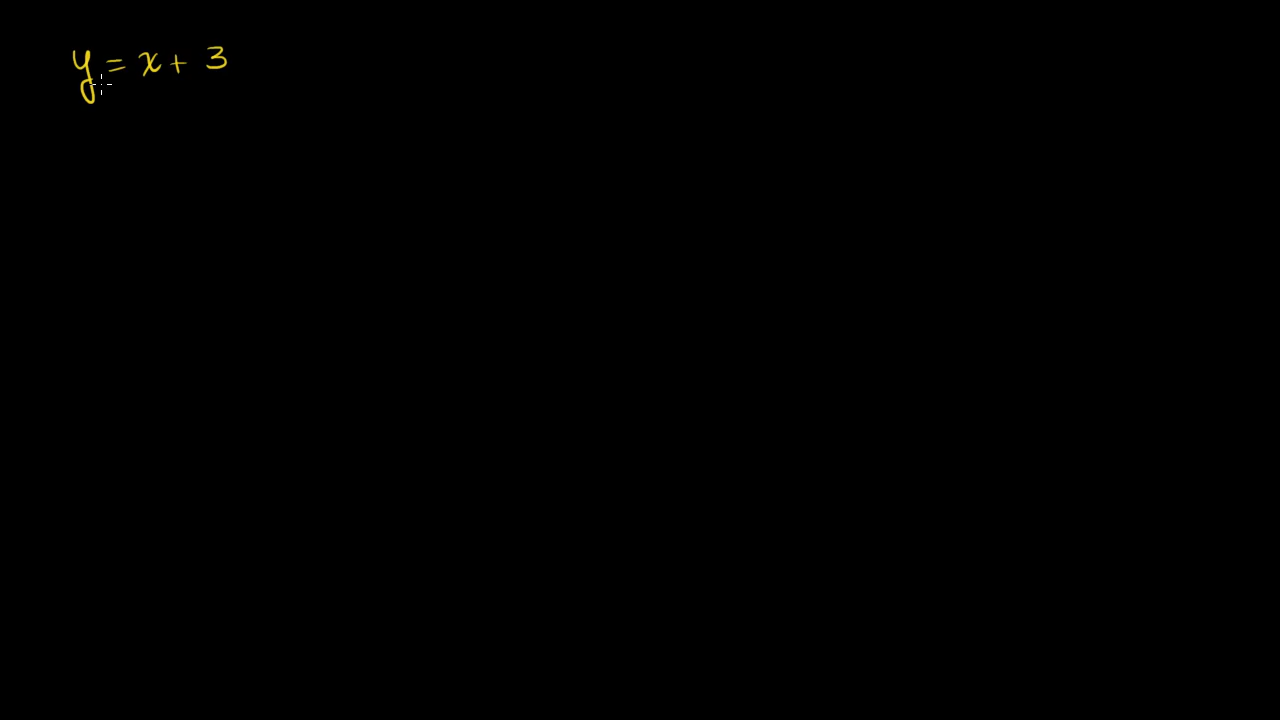 y = x + 3